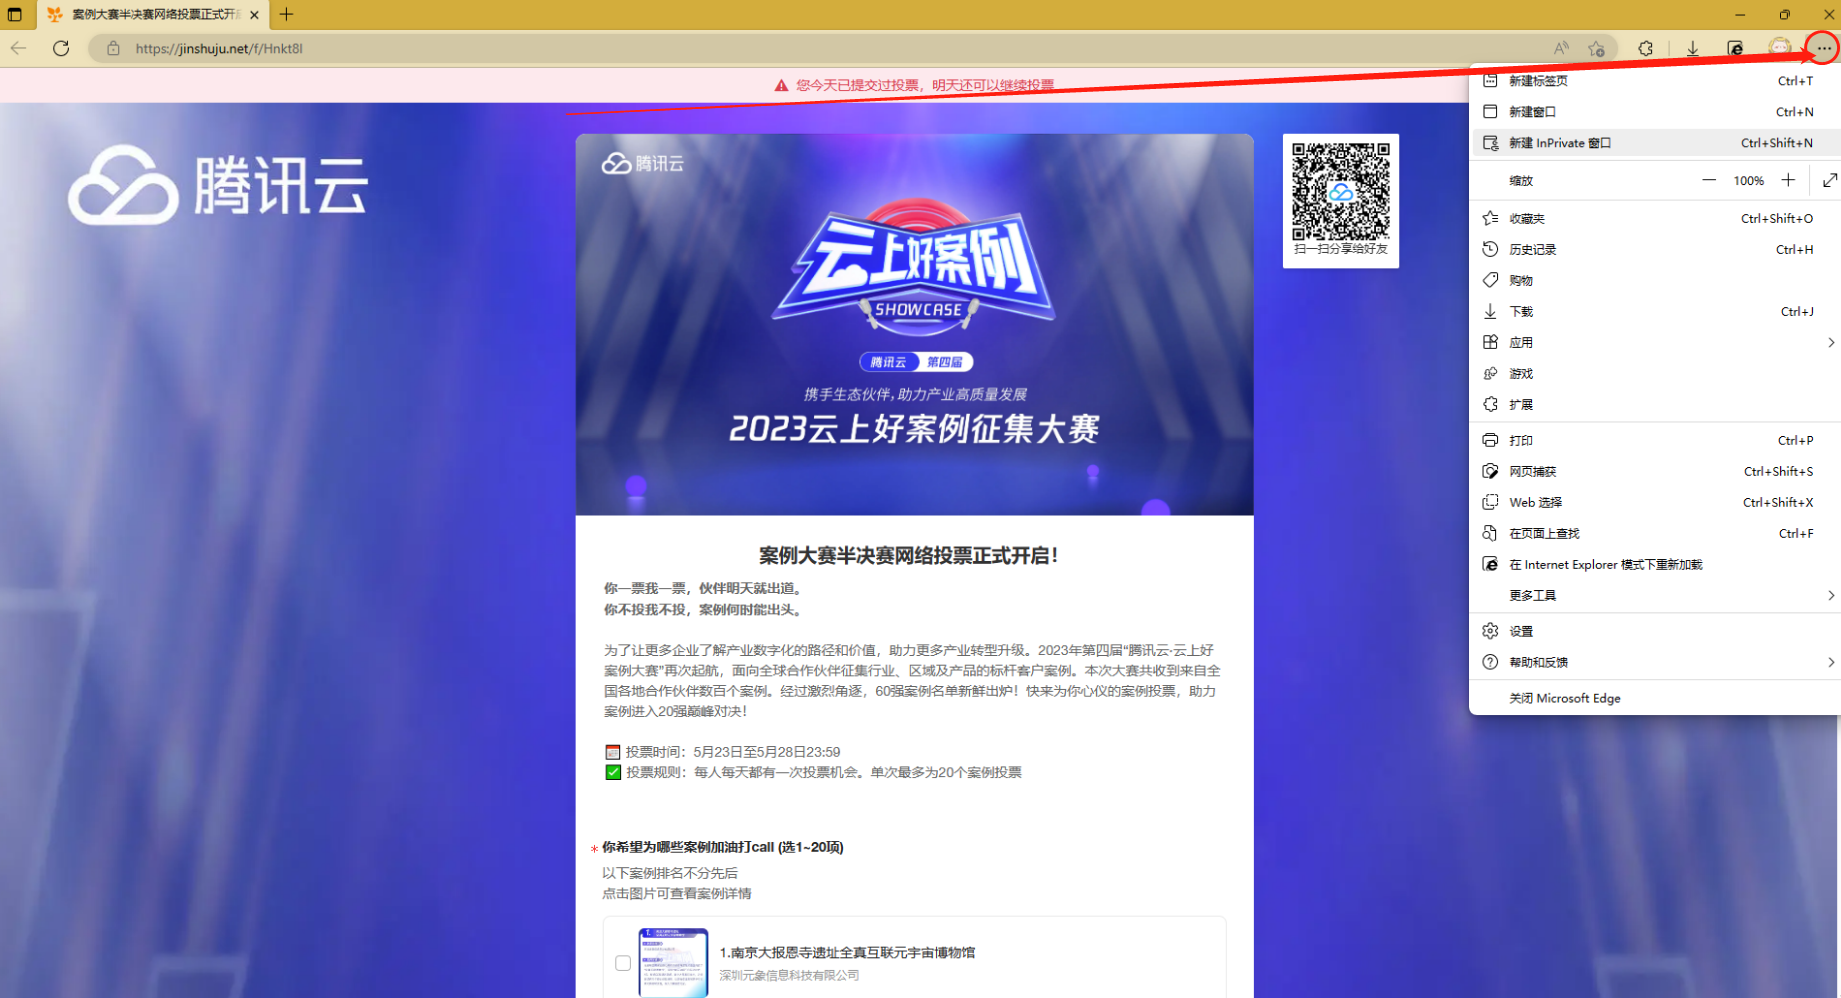 案例大赛半决赛网络投票正式开启
https://jinshuju.net/f/Hnkt8l
您今天已提交过投票，明天还可以继续投票
腾讯云
腾讯云
云上好案例
SHOWCASE
腾讯云 第四届
携手生态伙伴，助力产业高质量发展
2023云上好案例征集大赛
扫一扫分享给好友
案例大赛半决赛网络投票正式开启！
你一票我一票，伙伴明天就出道。
你不投我不投，案例何时能出头。
为了让更多企业了解产业数字化的路径和价值，助力更多产业转型升级。2023年第四届“腾讯云·云上好
案例大赛”再次起航，面向全球合作伙伴征集行业、区域及产品的标杆客户案例。本次大赛共收到来自全
国各地合作伙伴数百个案例。经过激烈角逐，60强案例名单新鲜出炉！快来为你心仪的案例投票，助力
案例进入20强巅峰对决！
投票时间：5月23日至5月28日23:59
投票规则：每人每天都有一次投票机会。单次最多为20个案例投票
* 你希望为哪些案例加油打call (选1~20项)
以下案例排名不分先后
点击图片可查看案例详情
1.南京大报恩寺遗址全真互联元宇宙博物馆
深圳元象信息科技有限公司
新建标签页 Ctrl+T
新建窗口 Ctrl+N
新建 InPrivate 窗口 Ctrl+Shift+N
缩放 — 100% +
收藏夹 Ctrl+Shift+O
历史记录 Ctrl+H
购物
下载 Ctrl+J
应用
游戏
扩展
打印 Ctrl+P
网页捕获 Ctrl+Shift+S
Web 选择 Ctrl+Shift+X
在页面上查找 Ctrl+F
在 Internet Explorer 模式下重新加载
更多工具
设置
帮助和反馈
关闭 Microsoft Edge